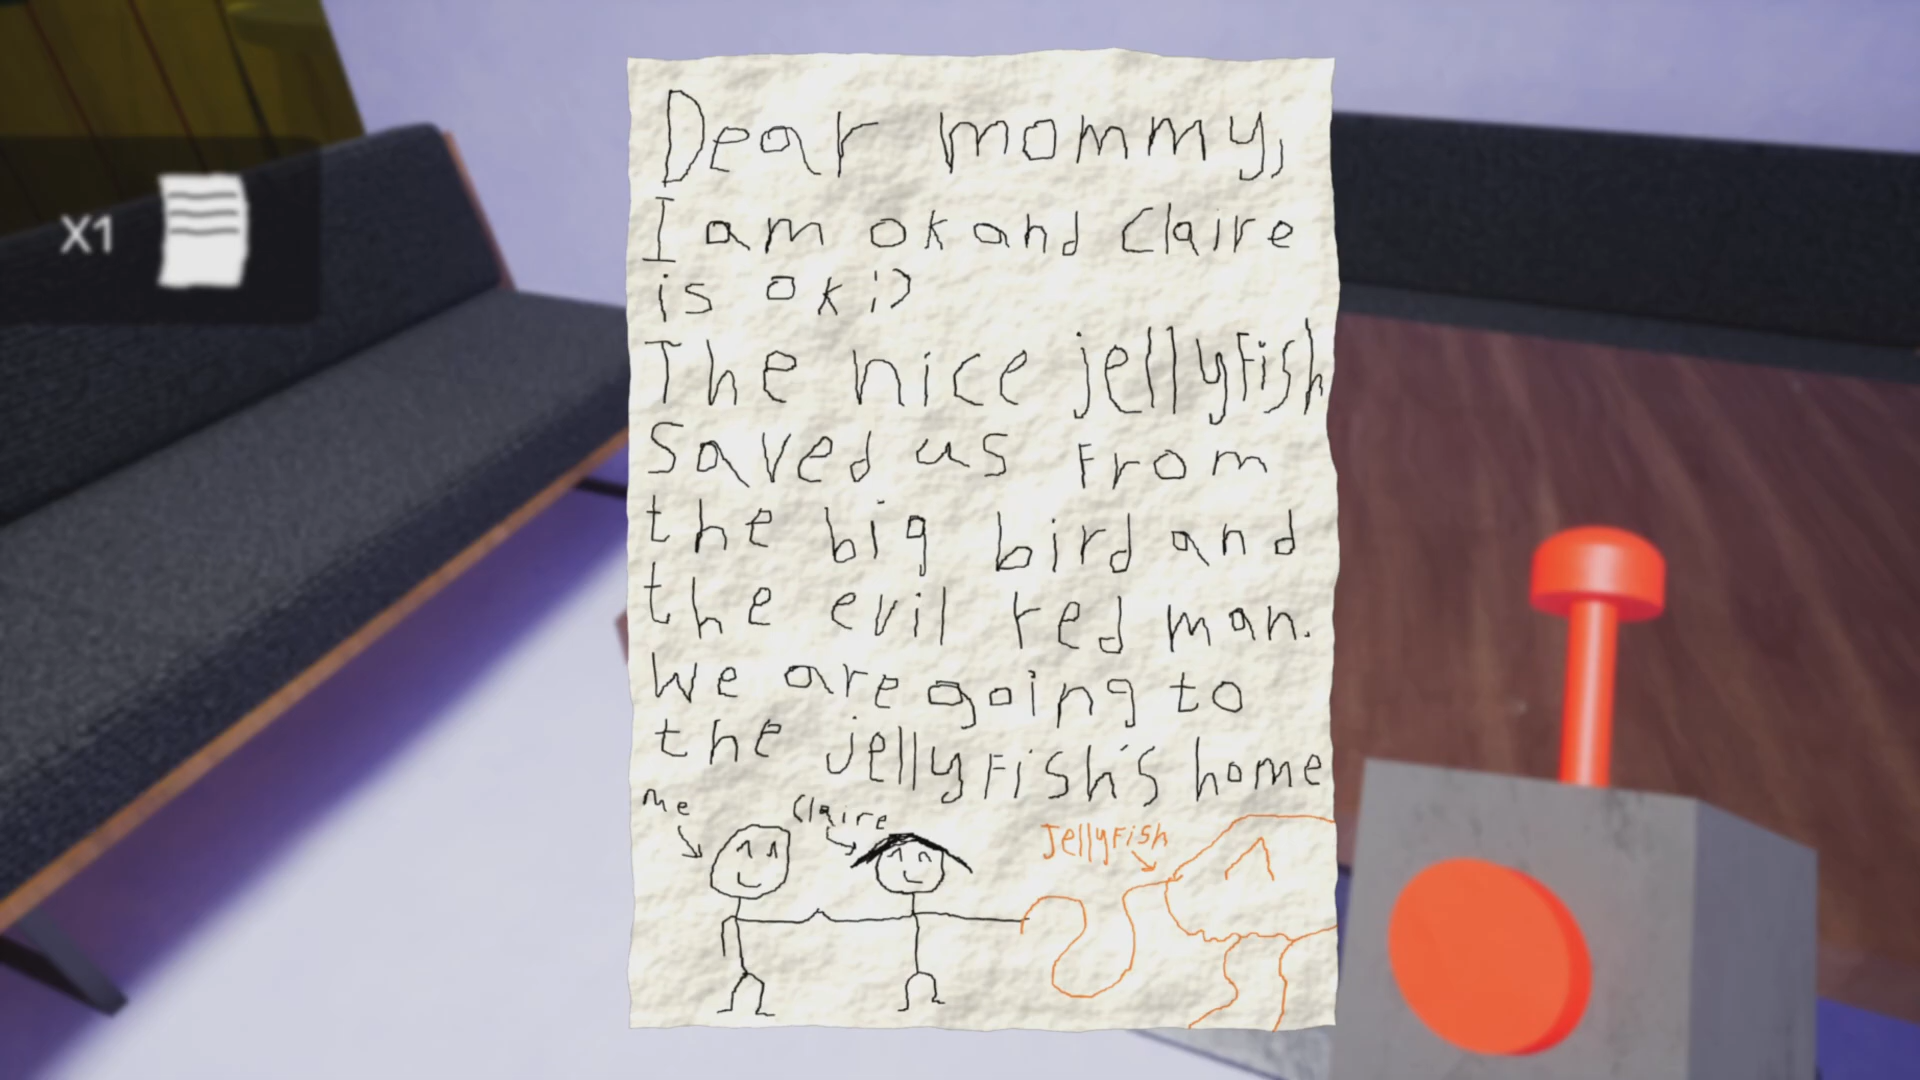 X1
Dear mommy,
I am ok and Claire
is ok :)
The nice jellyfish
saved us from
the big bird and
the evil red man.
We are going to
the jellyfish's home
Me
Claire
Jellyfish